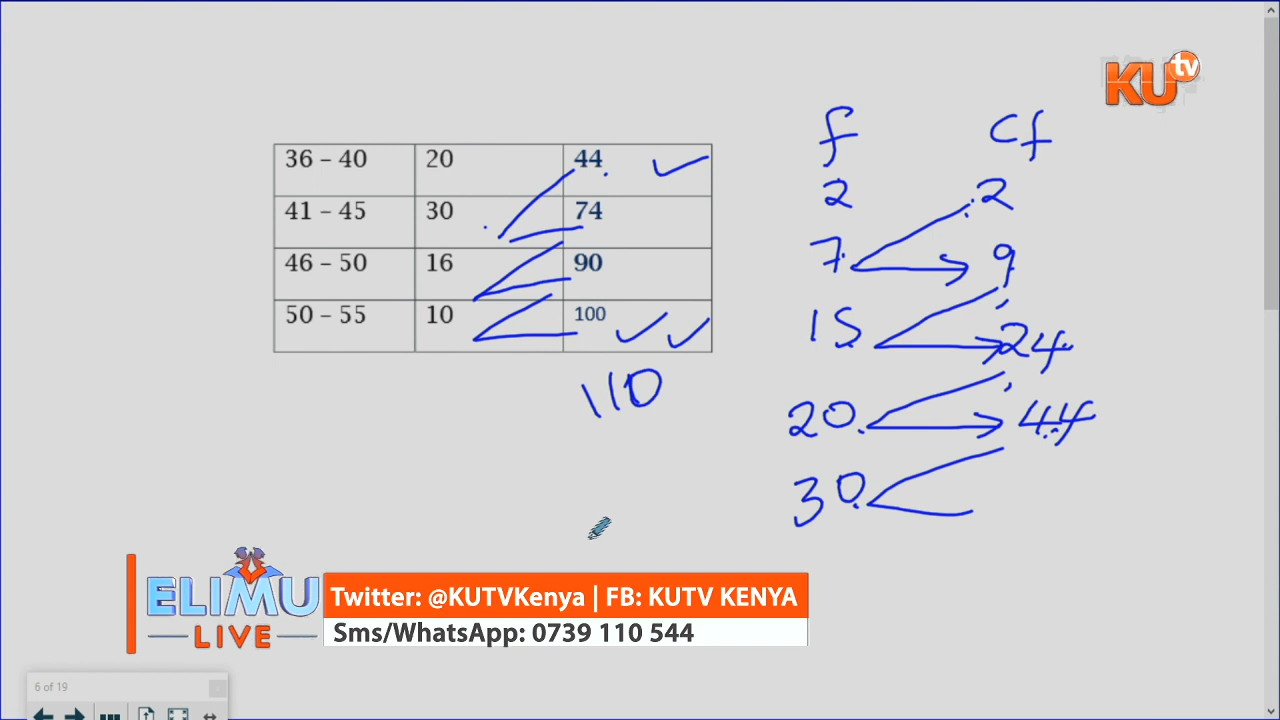 KU tv
f cf
36 – 40 20 44
2 2
41 – 45 30 74
7 9
46 – 50 16 90
50 – 55 10 100
15 24
110
20 44
30
ELIMU
LIVE
Twitter: @KUTVKenya | FB: KUTV KENYA
Sms/WhatsApp: 0739 110 544
6 of 19